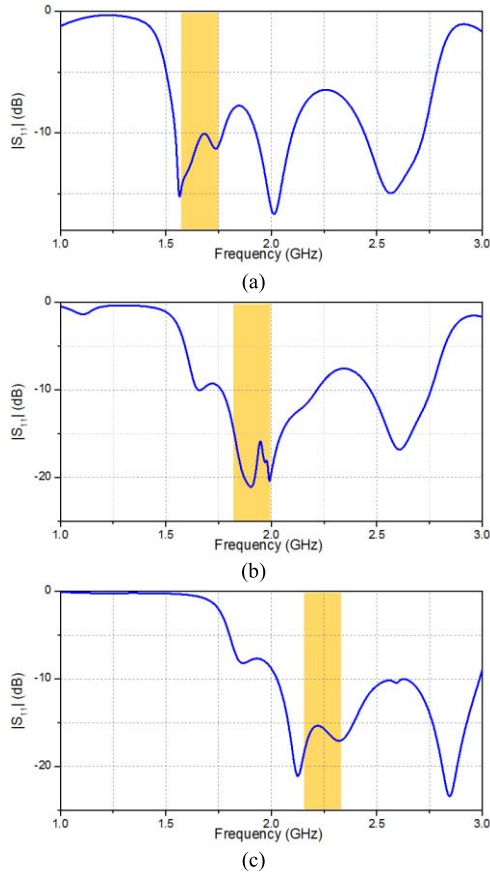 0
-10
|S₁₁| (dB)
1.0 1.5 2.0 2.5 3.0
Frequency (GHz)
(a)
0
-10
-20
|S₁₁| (dB)
1.0 1.5 2.0 2.5 3.0
Frequency (GHz)
(b)
0
-10
-20
|S₁₁| (dB)
1.0 1.5 2.0 2.5 3.0
Frequency (GHz)
(c)